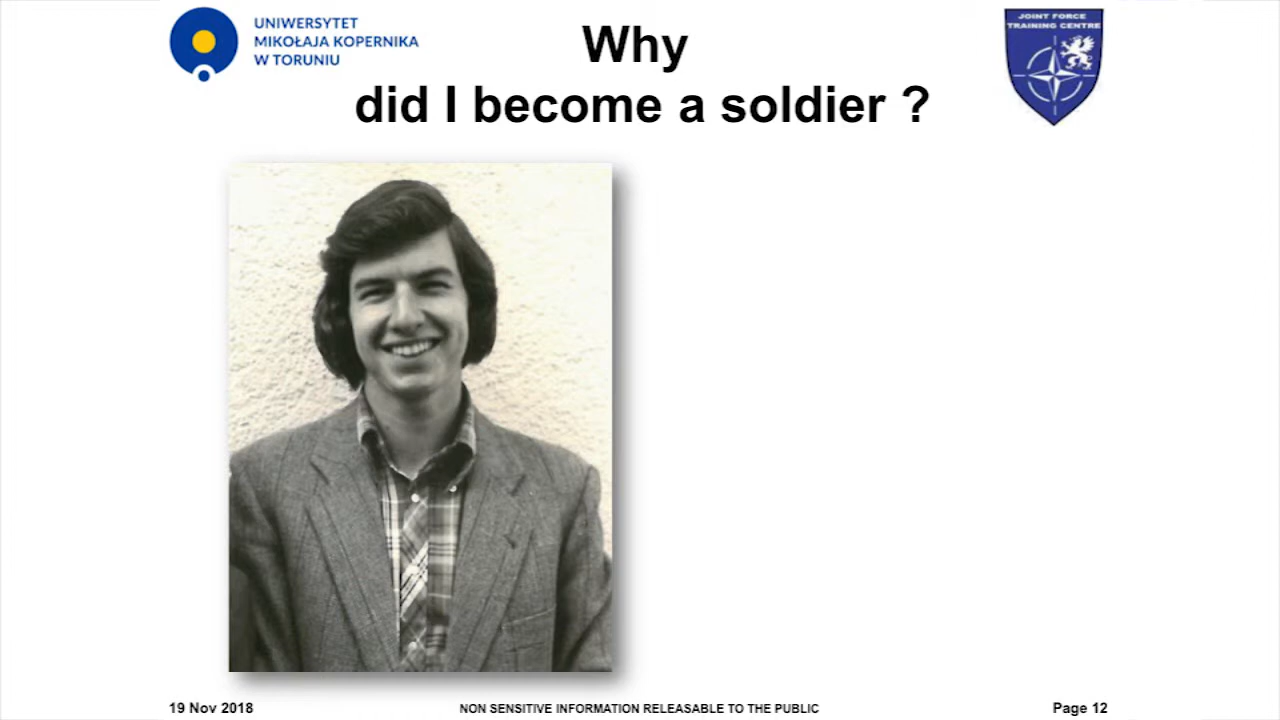 UNIWERSYTET
MIKOŁAJA KOPERNIKA
W TORUNIU
Why
did I become a soldier ?
JOINT FORCE
TRAINING CENTRE
19 Nov 2018
NON SENSITIVE INFORMATION RELEASABLE TO THE PUBLIC
Page 12